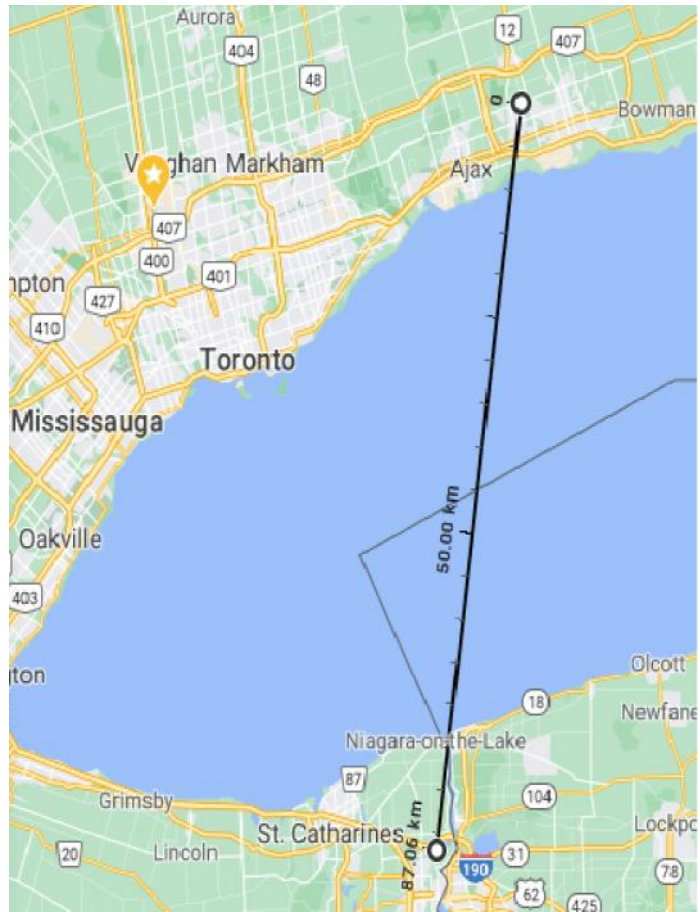 Aurora
404
12
407
48
0
Bowman
Vaughan Markham
Ajax
407
400
401
mpton
427
410
Toronto
Mississauga
50.00 km
Oakville
403
Olcott
ton
18
Newfane
Niagara-on-the-Lake
87
104
Grimsby
87.06 km
St. Catharines
Lockpo
20
Lincoln
31
190
78
62
425